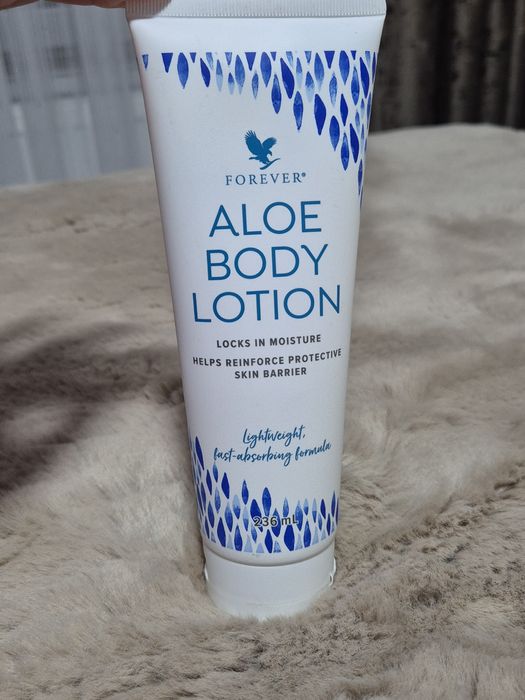 FOREVER®
ALOE
BODY
LOTION
LOCKS IN MOISTURE
HELPS REINFORCE PROTECTIVE
SKIN BARRIER
Lightweight,
fast-absorbing formula
236 mL